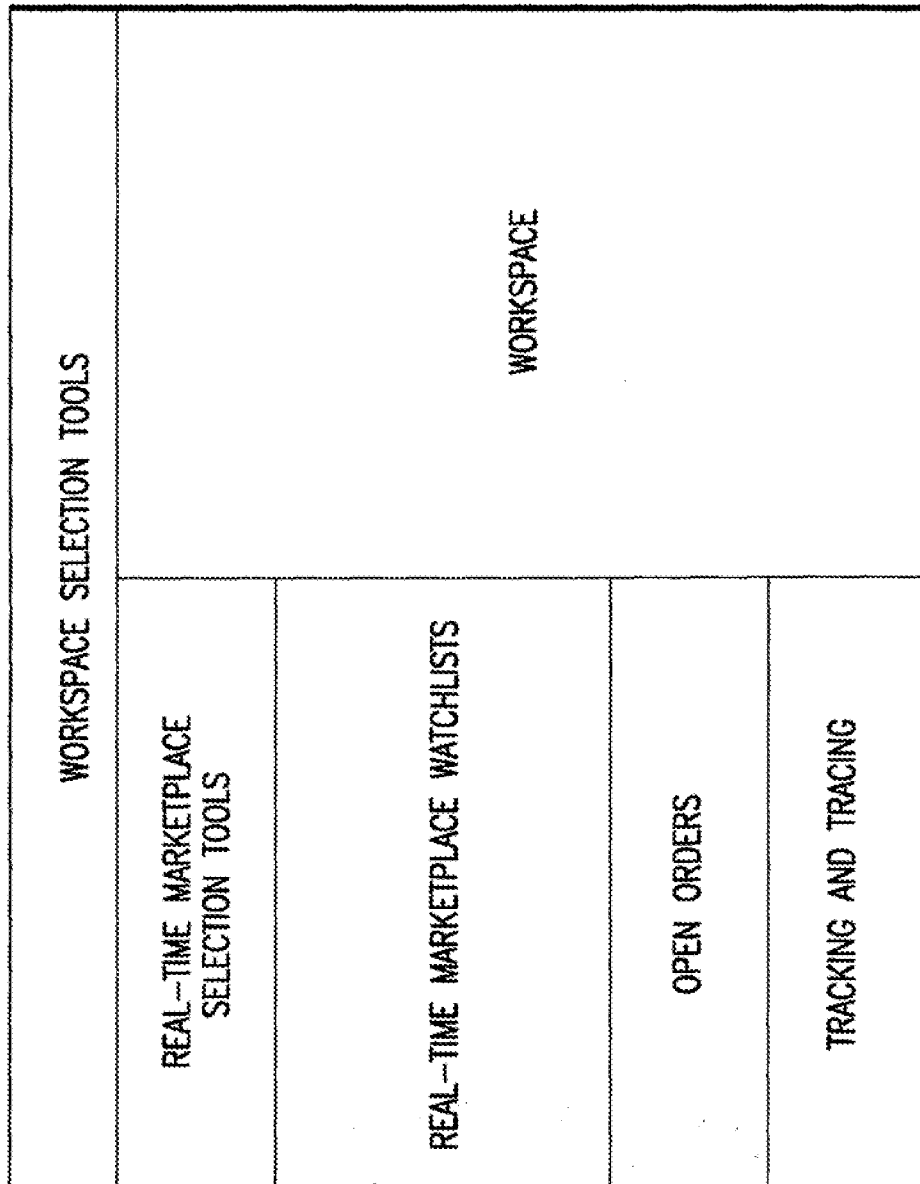 WORKSPACE SELECTION TOOLS
REAL-TIME MARKETPLACE
SELECTION TOOLS
REAL-TIME MARKETPLACE WATCHLISTS
OPEN ORDERS
TRACKING AND TRACING
WORKSPACE